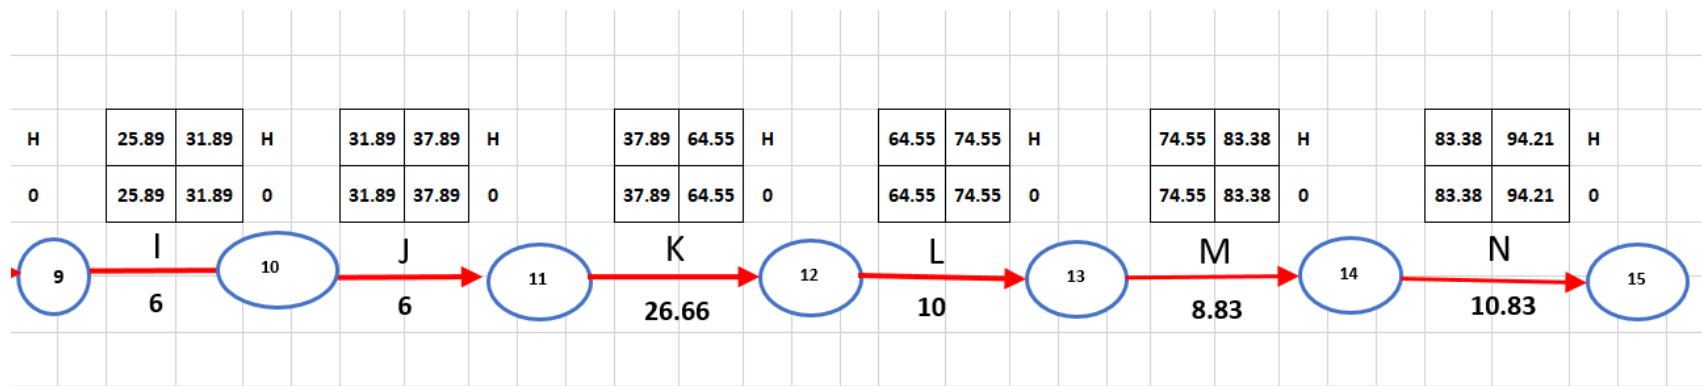 H 25.89 31.89 H 31.89 37.89 H 37.89 64.55 H 64.55 74.55 H 74.55 83.38 H 83.38 94.21 H
0 25.89 31.89 0 31.89 37.89 0 37.89 64.55 0 64.55 74.55 0 74.55 83.38 0 83.38 94.21 0
I J K L M N
9 10 11 12 13 14 15
6 6 26.66 10 8.83 10.83